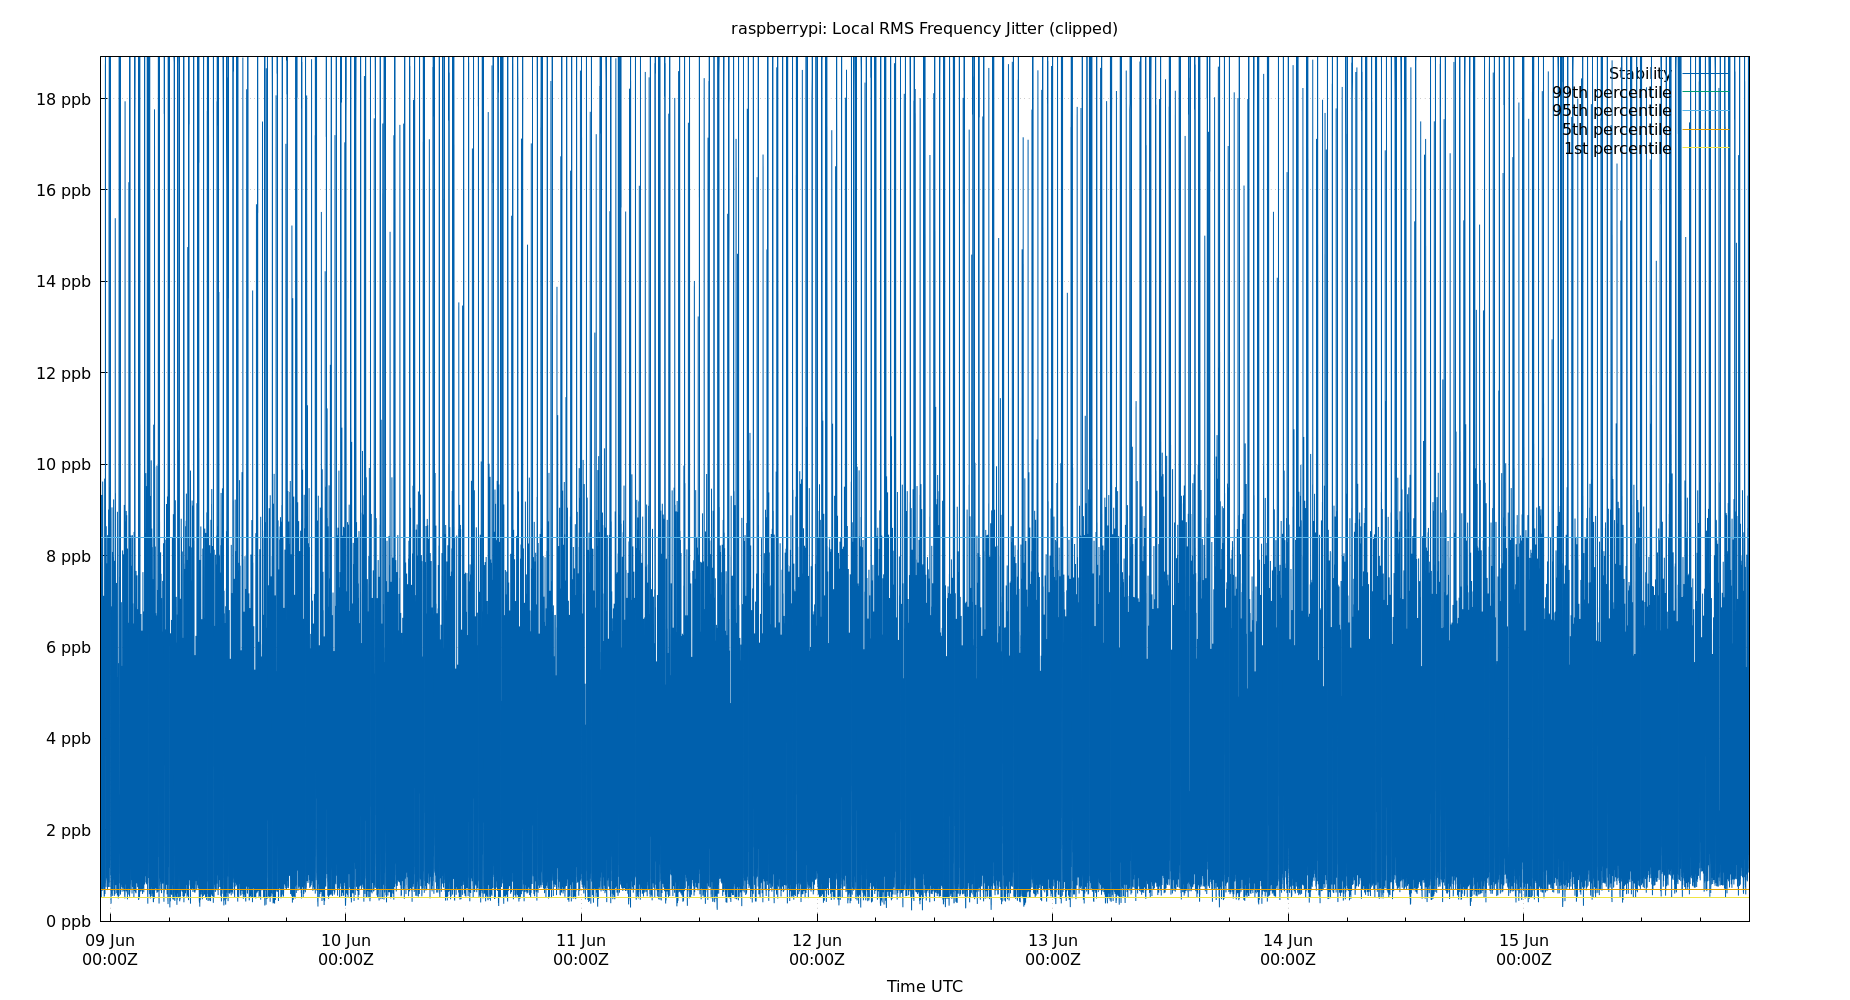 raspberrypi: Local RMS Frequency Jitter (clipped)
Stability
99th percentile
95th percentile
5th percentile
1st percentile
18 ppb
16 ppb
14 ppb
12 ppb
10 ppb
8 ppb
6 ppb
4 ppb
2 ppb
0 ppb
09 Jun 10 Jun 11 Jun 12 Jun 13 Jun 14 Jun 15 Jun
00:00Z 00:00Z 00:00Z 00:00Z 00:00Z 00:00Z 00:00Z
Time UTC